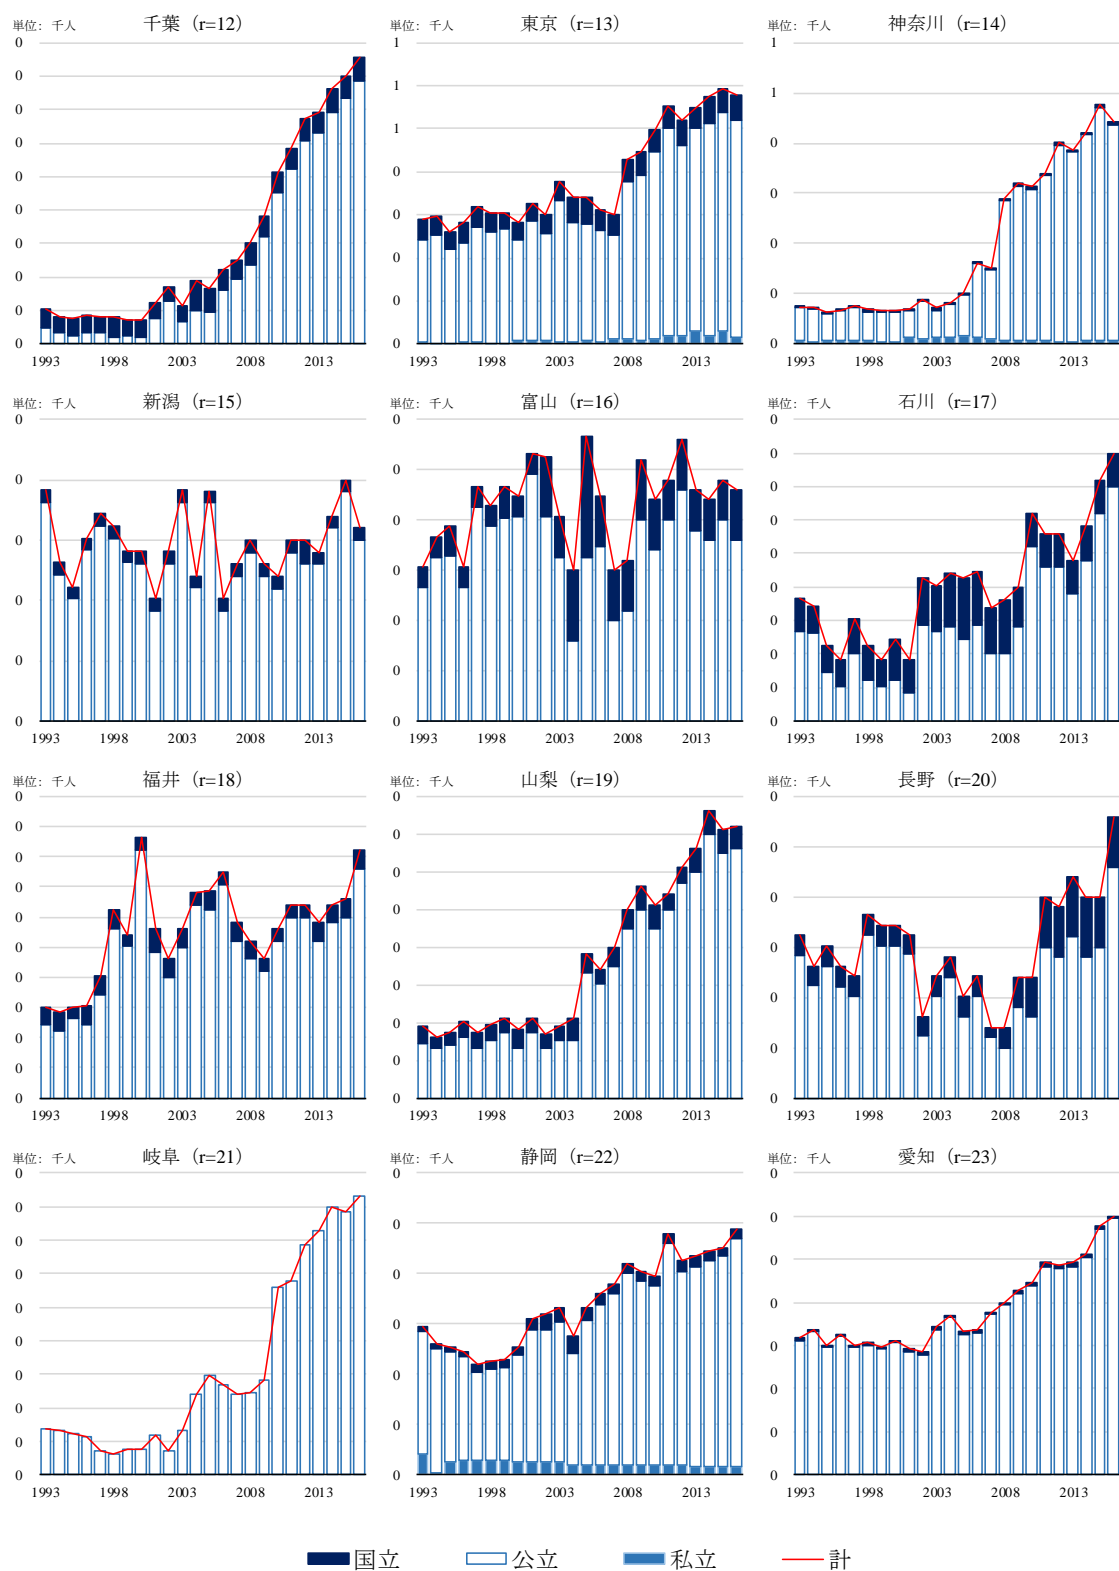 単位：千人 千葉（r=12） 単位：千人 東京（r=13） 単位：千人 神奈川（r=14）
0 1 1
0 1 1
0 1 0
0 0 0
0 0 0
0 0 0
0 0 0
0 0
0
0
1993 1998 2003 2008 2013 1993 1998 2003 2008 2013 1993 1998 2003 2008 2013
単位：千人 新潟（r=15） 単位：千人 富山（r=16） 単位：千人 石川（r=17）
0 0 0
0 0 0
0 0 0
0 0 0
0 0 0
0 0 0
0 0
0
0
0
1993 1998 2003 2008 2013 1993 1998 2003 2008 2013 1993 1998 2003 2008 2013
単位：千人 福井（r=18） 単位：千人 山梨（r=19） 単位：千人 長野（r=20）
0 0 0
0 0 0
0 0 0
0 0 0
0 0 0
0 0 0
0 0 0
0 0
0 0
0
0
1993 1998 2003 2008 2013 1993 1998 2003 2008 2013 1993 1998 2003 2008 2013
単位：千人 岐阜（r=21） 単位：千人 静岡（r=22） 単位：千人 愛知（r=23）
0 0 0
0 0 0
0 0 0
0 0 0
0 0 0
0 0 0
0 0 0
0 0
0
0
1993 1998 2003 2008 2013 1993 1998 2003 2008 2013 1993 1998 2003 2008 2013
国立 公立 私立 計